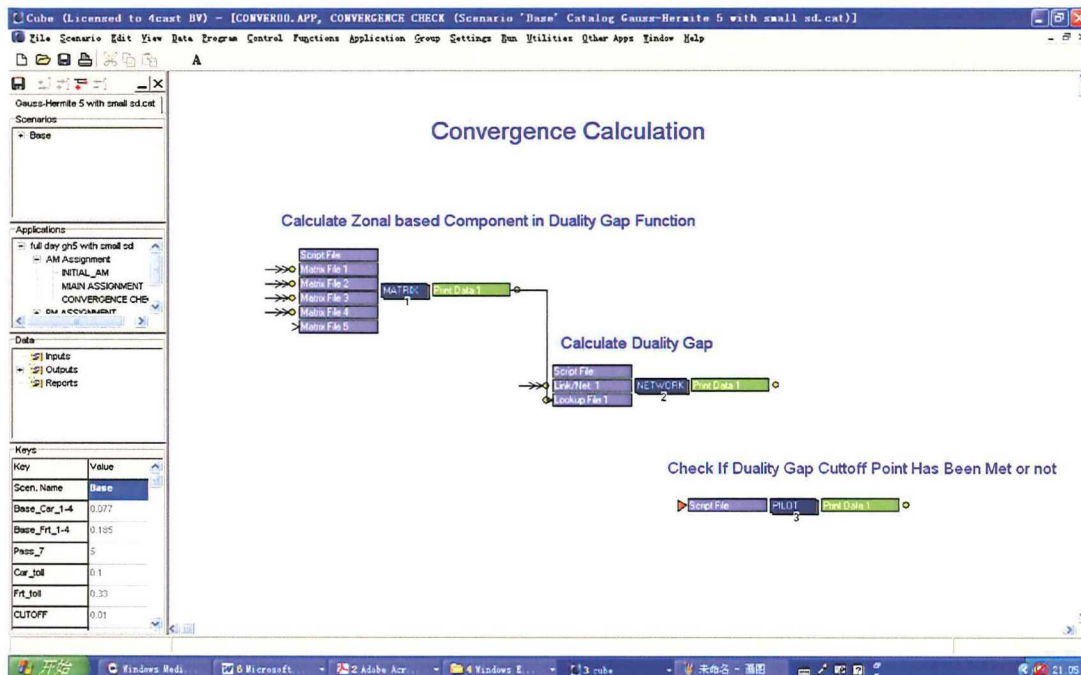 Cube (Licensed to 4cast BV) - [CONVER00.APP, CONVERGENCE CHECK (Scenario 'Base' Catalog Gauss-Hermite 5 with small sd.cat)]
File Scenario Edit View Data Program Control Functions Application Group Settings Run Utilities Other Apps Window Help
A
Gauss-Hermite 5 with small sd.cat
Scenarios
Base
Applications
full day gh5 with small sd
AM Assignment
INITIAL_AM
MIAIN ASSIGNMENT
CONVERGENCE CHE
PM ASSIGNMENT
Data
Inputs
Outputs
Reports
Keys
Key Value
Scen. Name Base
Base_Car_1-4 0.077
Base_Frt_1-4 0.185
Pass_7 5
Car_toll 0.1
Frt_toll 0.33
CUTOFF 0.01
Convergence Calculation
Calculate Zonal based Component in Duality Gap Function
Script File
Matrix File 1
Matrix File 2
Matrix File 3
Matrix File 4
Matrix File 5
MATRIX
1
Print Data 1
Calculate Duality Gap
Script File
Link/Net. 1
Lookup File 1
NETWORK
2
Print Data 1
Check If Duality Gap Cuttoff Point Has Been Met or not
Script File
PILOT
3
Print Data 1
开始
Windows Medi...
6 Microsoft...
2 Adobe Acr...
4 Windows E...
3 cube
未命名 - 画图
21:05